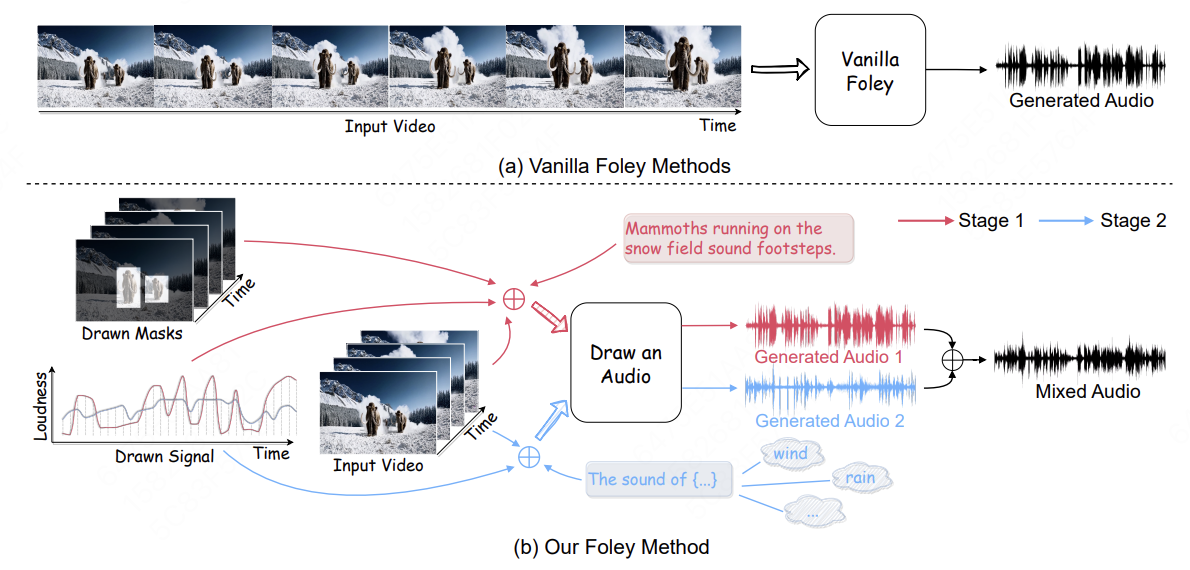 Vanilla
Foley
Generated Audio
Input Video
Time
(a) Vanilla Foley Methods
Mammoths running on the
snow field sound footsteps.
Stage 1
Stage 2
Time
Drawn Masks
Draw an
Audio
Generated Audio 1
Generated Audio 2
Mixed Audio
Loudness
Drawn Signal
Time
Input Video
Time
The sound of {...}
wind
rain
...
(b) Our Foley Method